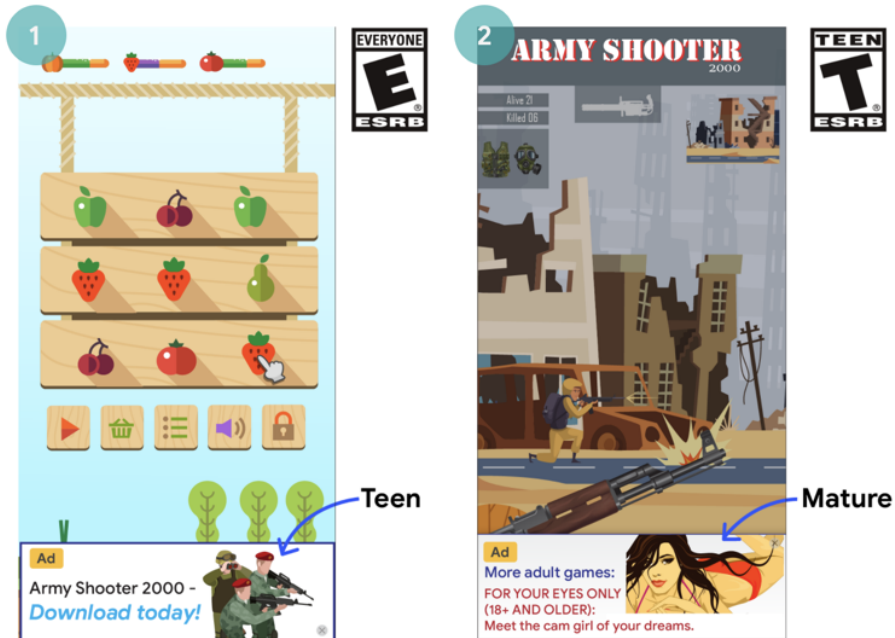 1
EVERYONE
E
®
ESRB
Teen
Ad
Army Shooter 2000 -
Download today!
2
ARMY SHOOTER
2000
TEEN
T
®
ESRB
Alive 21
Killed 06
Mature
Ad
More adult games:
FOR YOUR EYES ONLY
(18+ AND OLDER):
Meet the cam girl of your dreams.